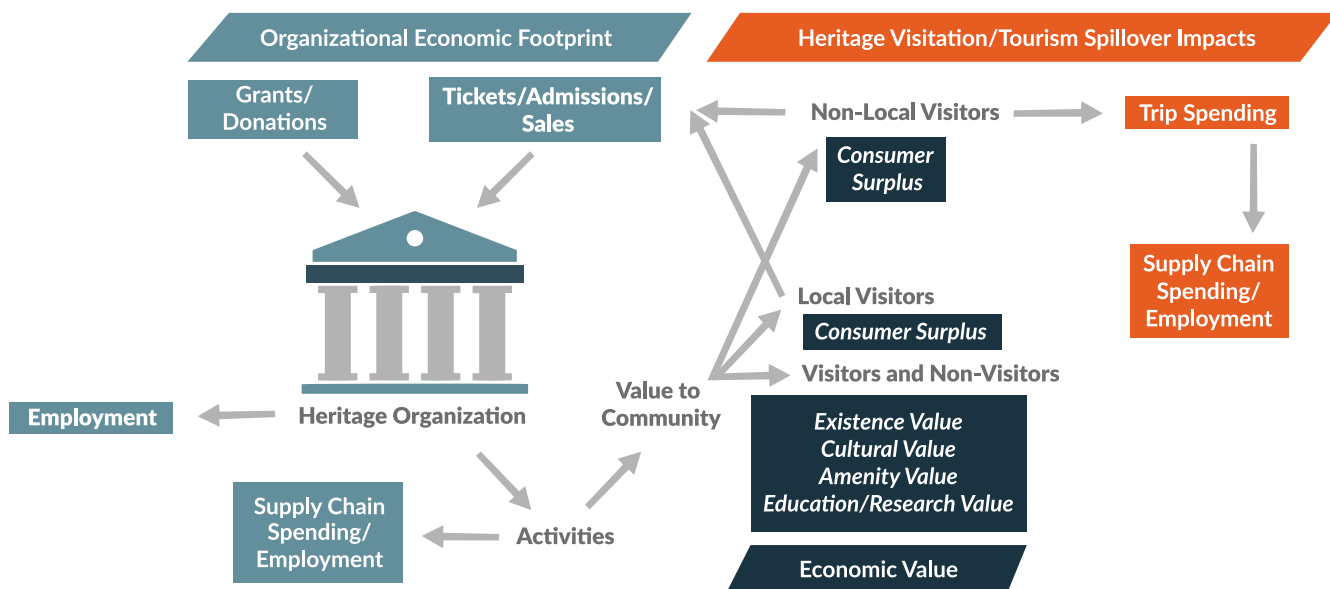 Organizational Economic Footprint
Heritage Visitation/Tourism Spillover Impacts
Grants/
Donations
Tickets/Admissions/
Sales
Non-Local Visitors
Consumer
Surplus
Trip Spending
Supply Chain
Spending/
Employment
Local Visitors
Consumer Surplus
Visitors and Non-Visitors
Value to
Community
Existence Value
Cultural Value
Amenity Value
Education/Research Value
Economic Value
Heritage Organization
Employment
Activities
Supply Chain
Spending/
Employment